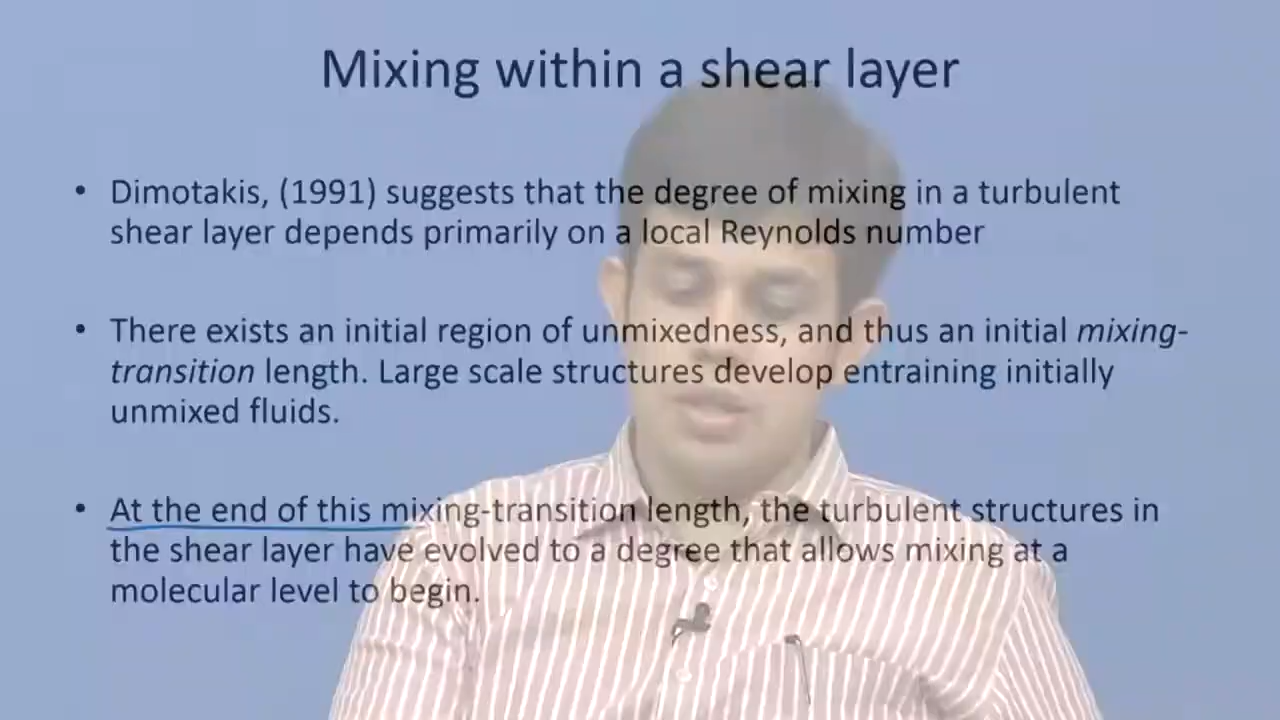 Mixing within a shear layer
• Dimotakis, (1991) suggests that the degree of mixing in a turbulent
shear layer depends primarily on a local Reynolds number
• There exists an initial region of unmixedness, and thus an initial mixing-
transition length. Large scale structures develop entraining initially
unmixed fluids.
• At the end of this mixing-transition length, the turbulent structures in
the shear layer have evolved to a degree that allows mixing at a
molecular level to begin.